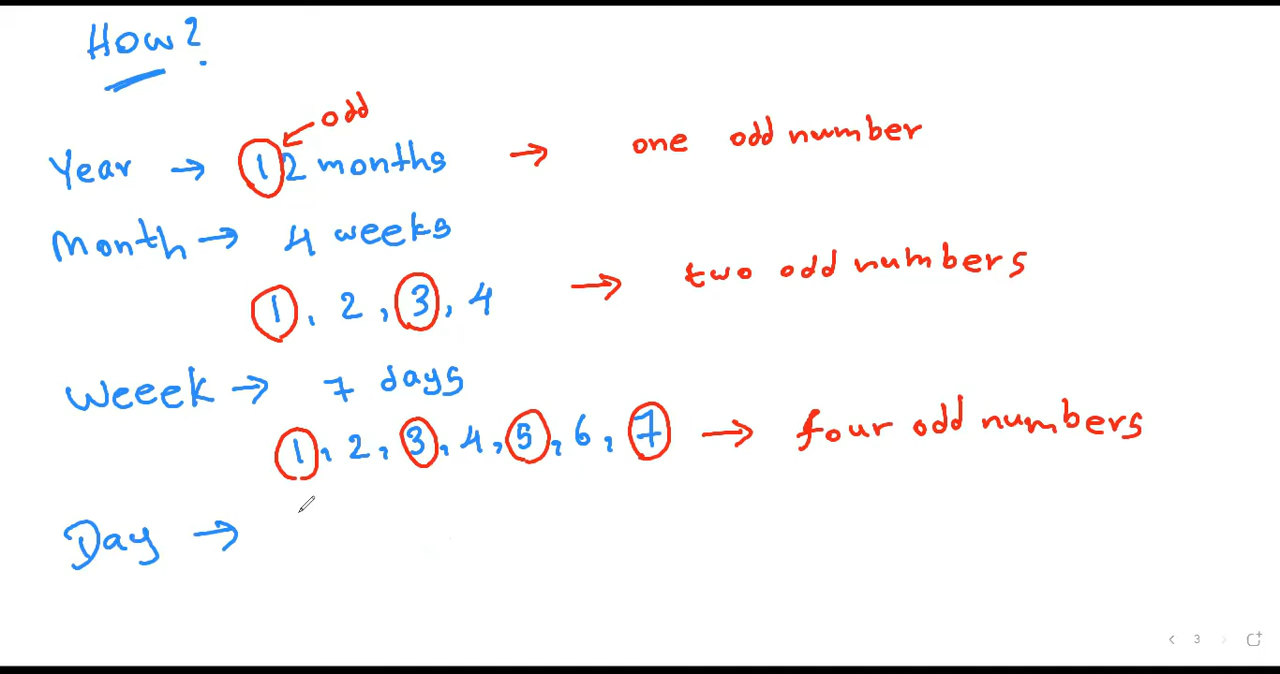 How?
odd
Year → 12 months → one odd number
Month → 4 weeks
1, 2, 3, 4 → two odd numbers
Weeek → 7 days
1, 2, 3, 4, 5, 6, 7 → four odd numbers
Day →
3